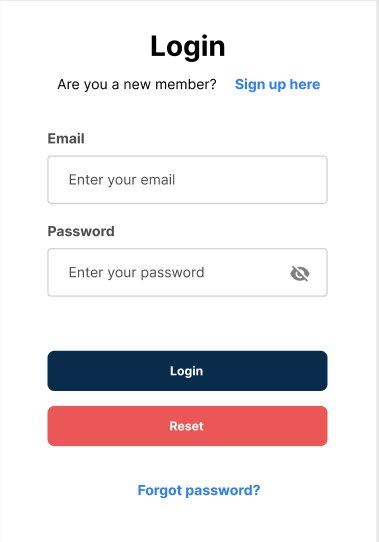 Login
Are you a new member? Sign up here
Email
Enter your email
Password
Enter your password
Login
Reset
Forgot password?